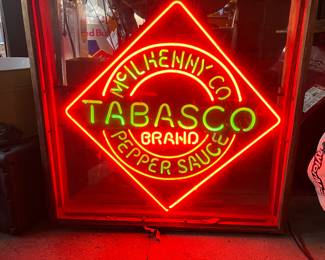 McILHENNY CO
TABASCO
BRAND
PEPPER SAUCE